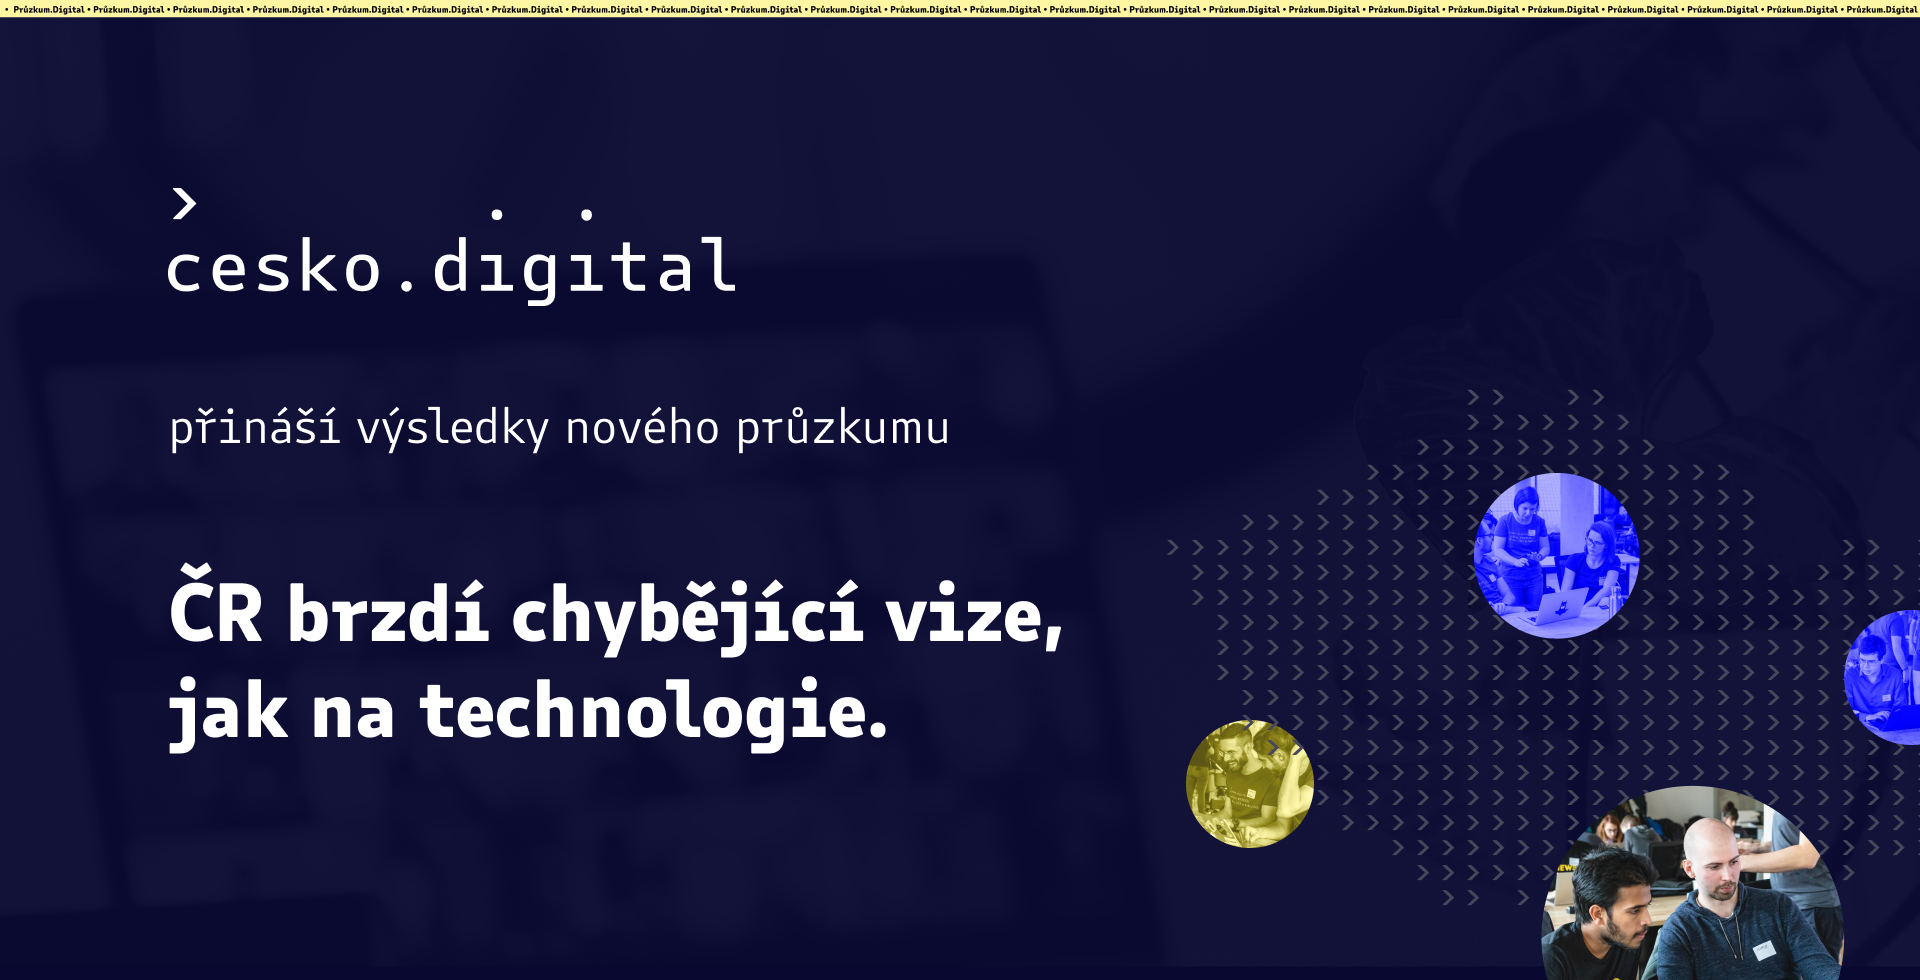 • Průzkum.Digital • Průzkum.Digital • Průzkum.Digital • Průzkum.Digital • Průzkum.Digital • Průzkum.Digital • Průzkum.Digital • Průzkum.Digital • Průzkum.Digital • Průzkum.Digital • Průzkum.Digital • Průzkum.Digital • Průzkum.Digital • Průzkum.Digital • Průzkum.Digital • Průzkum.Digital • Průzkum.Digital • Průzkum.Digital • Průzkum.Digital • Průzkum.Digital • Průzkum.Digital • Průzkum.Digital • Průzkum.Digital • Průzkum.Digital
cesko.digital
přináší výsledky nového průzkumu
ČR brzdí chybějící vize,
jak na technologie.